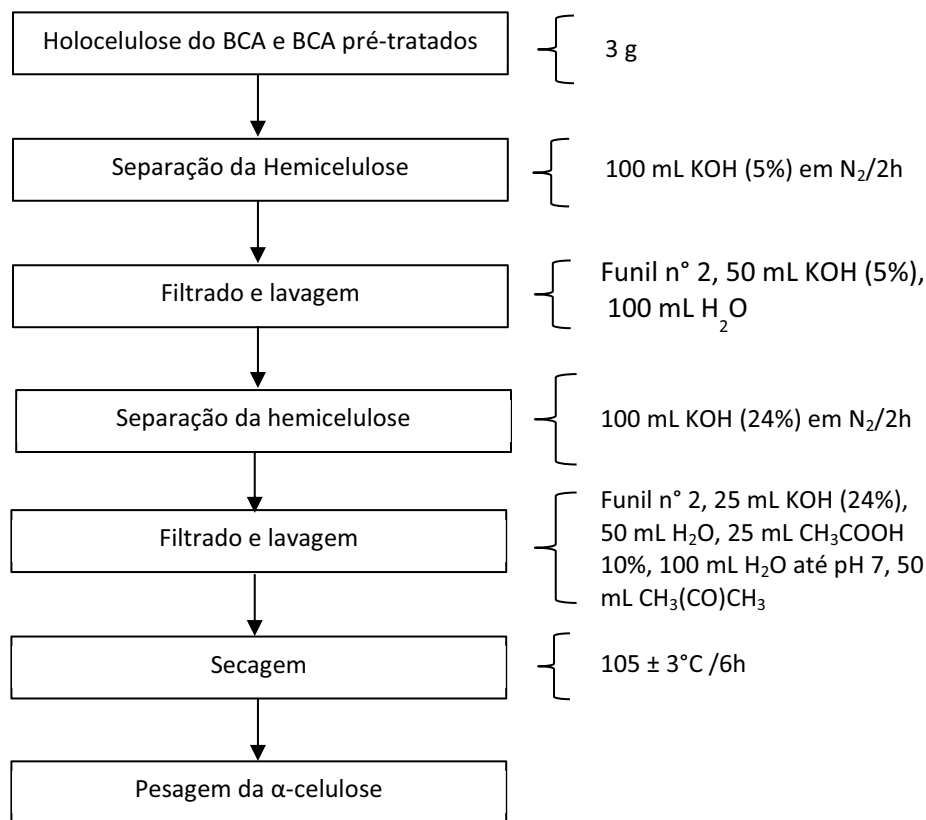 Holocelulose do BCA e BCA pré-tratados
3 g
Separação da Hemicelulose
100 mL KOH (5%) em N₂/2h
Filtrado e lavagem
Funil n° 2, 50 mL KOH (5%),
100 mL H₂O
Separação da hemicelulose
100 mL KOH (24%) em N₂/2h
Filtrado e lavagem
Funil n° 2, 25 mL KOH (24%),
50 mL H₂O, 25 mL CH₃COOH
10%, 100 mL H₂O até pH 7, 50
mL CH₃(CO)CH₃
Secagem
105 ± 3°C /6h
Pesagem da α-celulose